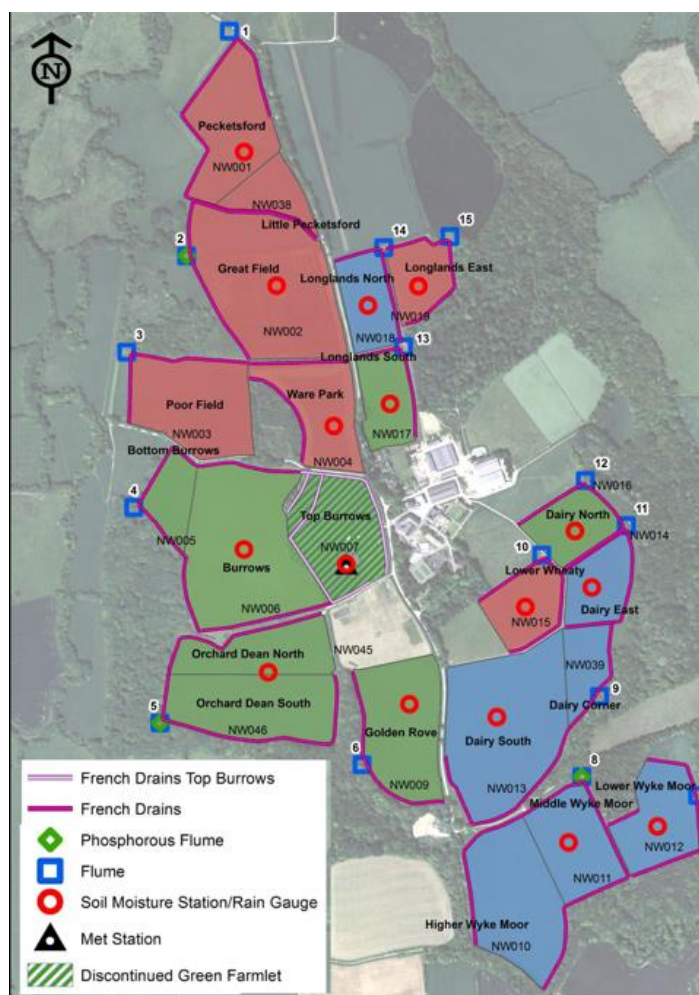 N
1
Pecketsford
NW001
NW038
Little Pecketsford
2
Great Field
NW002
14
15
Longlands North
Longlands East
NW019
NW018
13
Longlands South
NW017
3
Poor Field
NW003
Ware Park
NW004
Bottom Burrows
4
NW005
Burrows
NW006
Top Burrows
NW007
12
NW016
Dairy North
11
NW014
10
Lower Wheaty
Dairy East
NW015
Orchard Dean North
NW045
Orchard Dean South
5
NW046
NW039
9
Dairy Corner
Golden Rove
6
NW009
Dairy South
NW013
8
Lower Wyke Moor
Middle Wyke Moor
NW012
NW011
Higher Wyke Moor
NW010
French Drains Top Burrows
French Drains
Phosphorous Flume
Flume
Soil Moisture Station/Rain Gauge
Met Station
Discontinued Green Farmlet